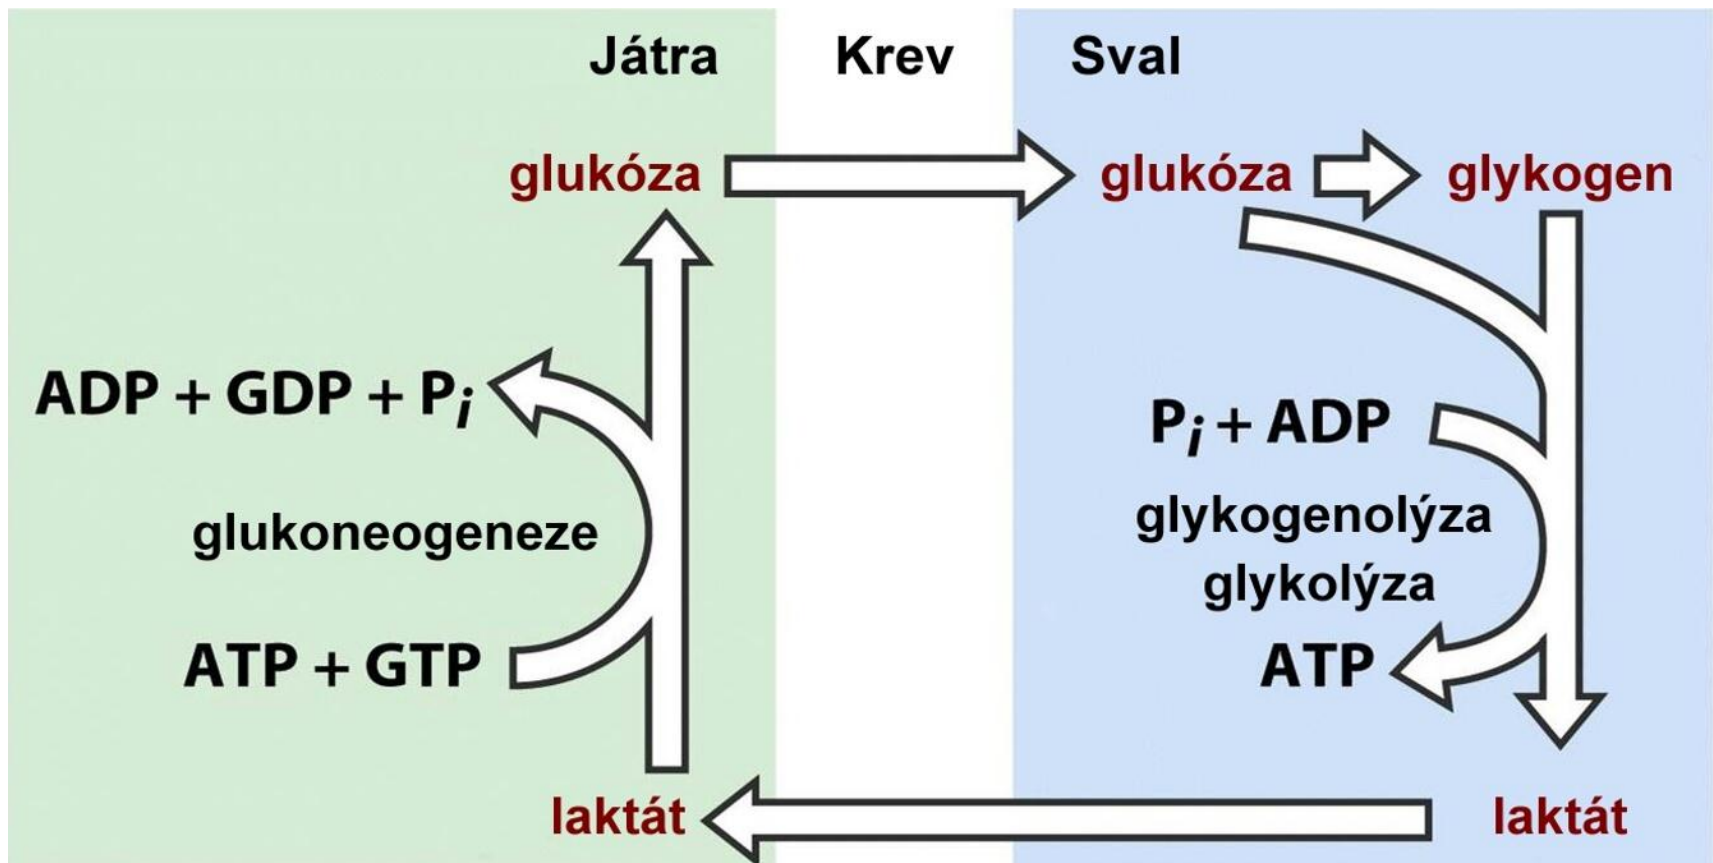 Játra Krev Sval
glukóza glukóza glykogen
ADP + GDP + Pi
Pi + ADP
glukoneogeneze
glykogenolýza
glykolýza
ATP + GTP
ATP
laktát laktát